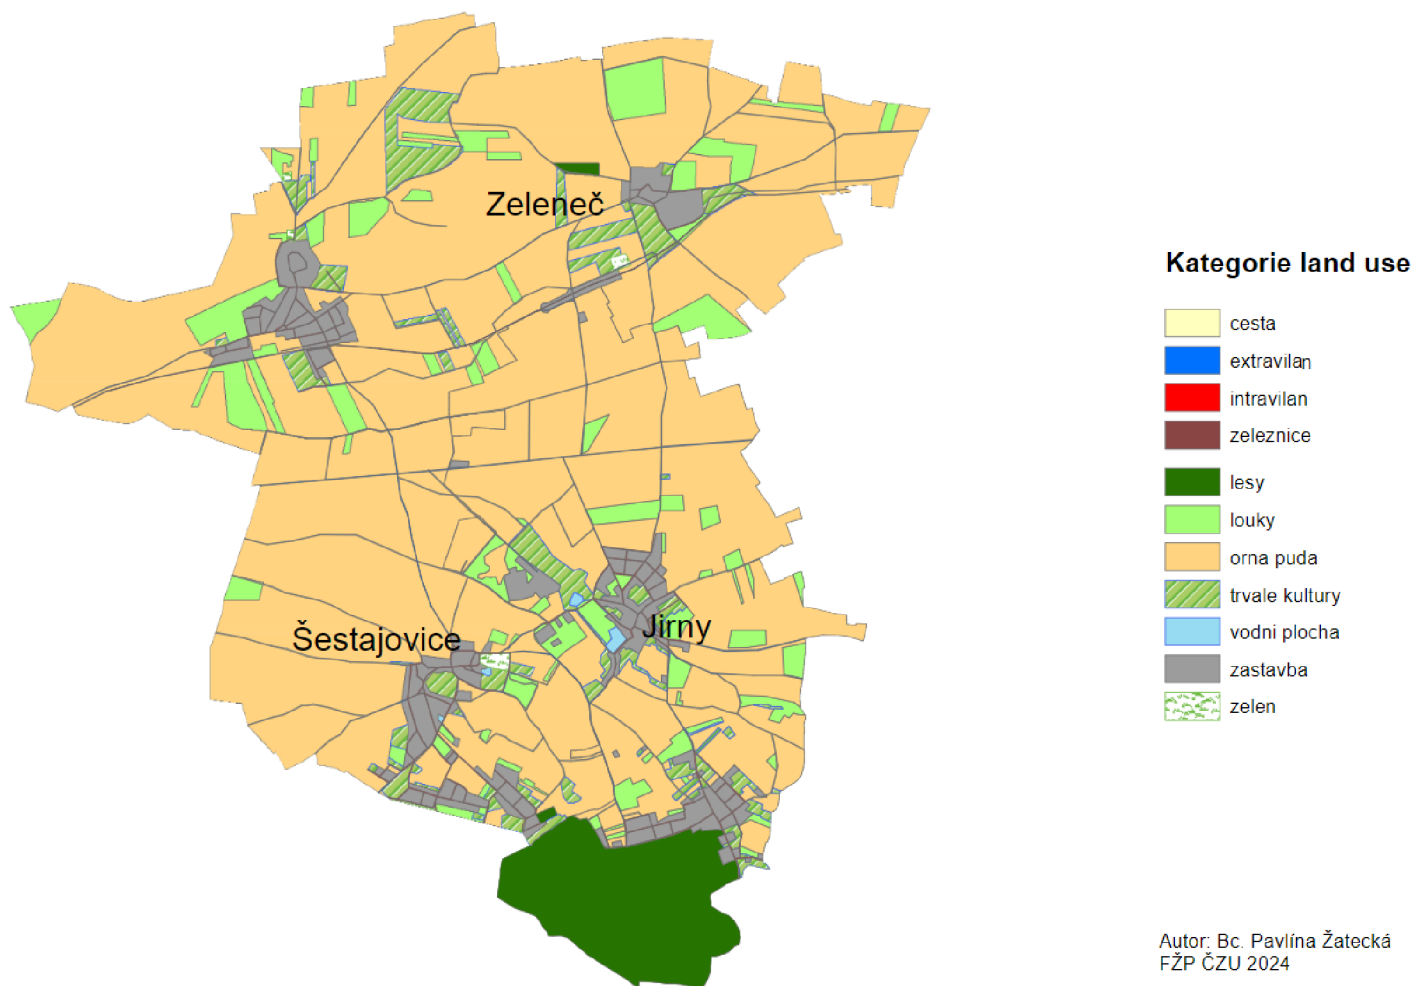 Zeleneč
Šestajovice
Jirny
Kategorie land use
cesta
extravilan
intravilan
zeleznice
lesy
louky
orna puda
trvale kultury
vodni plocha
zastavba
zelen
Autor: Bc. Pavlína Žatecká
FŽP ČZU 2024